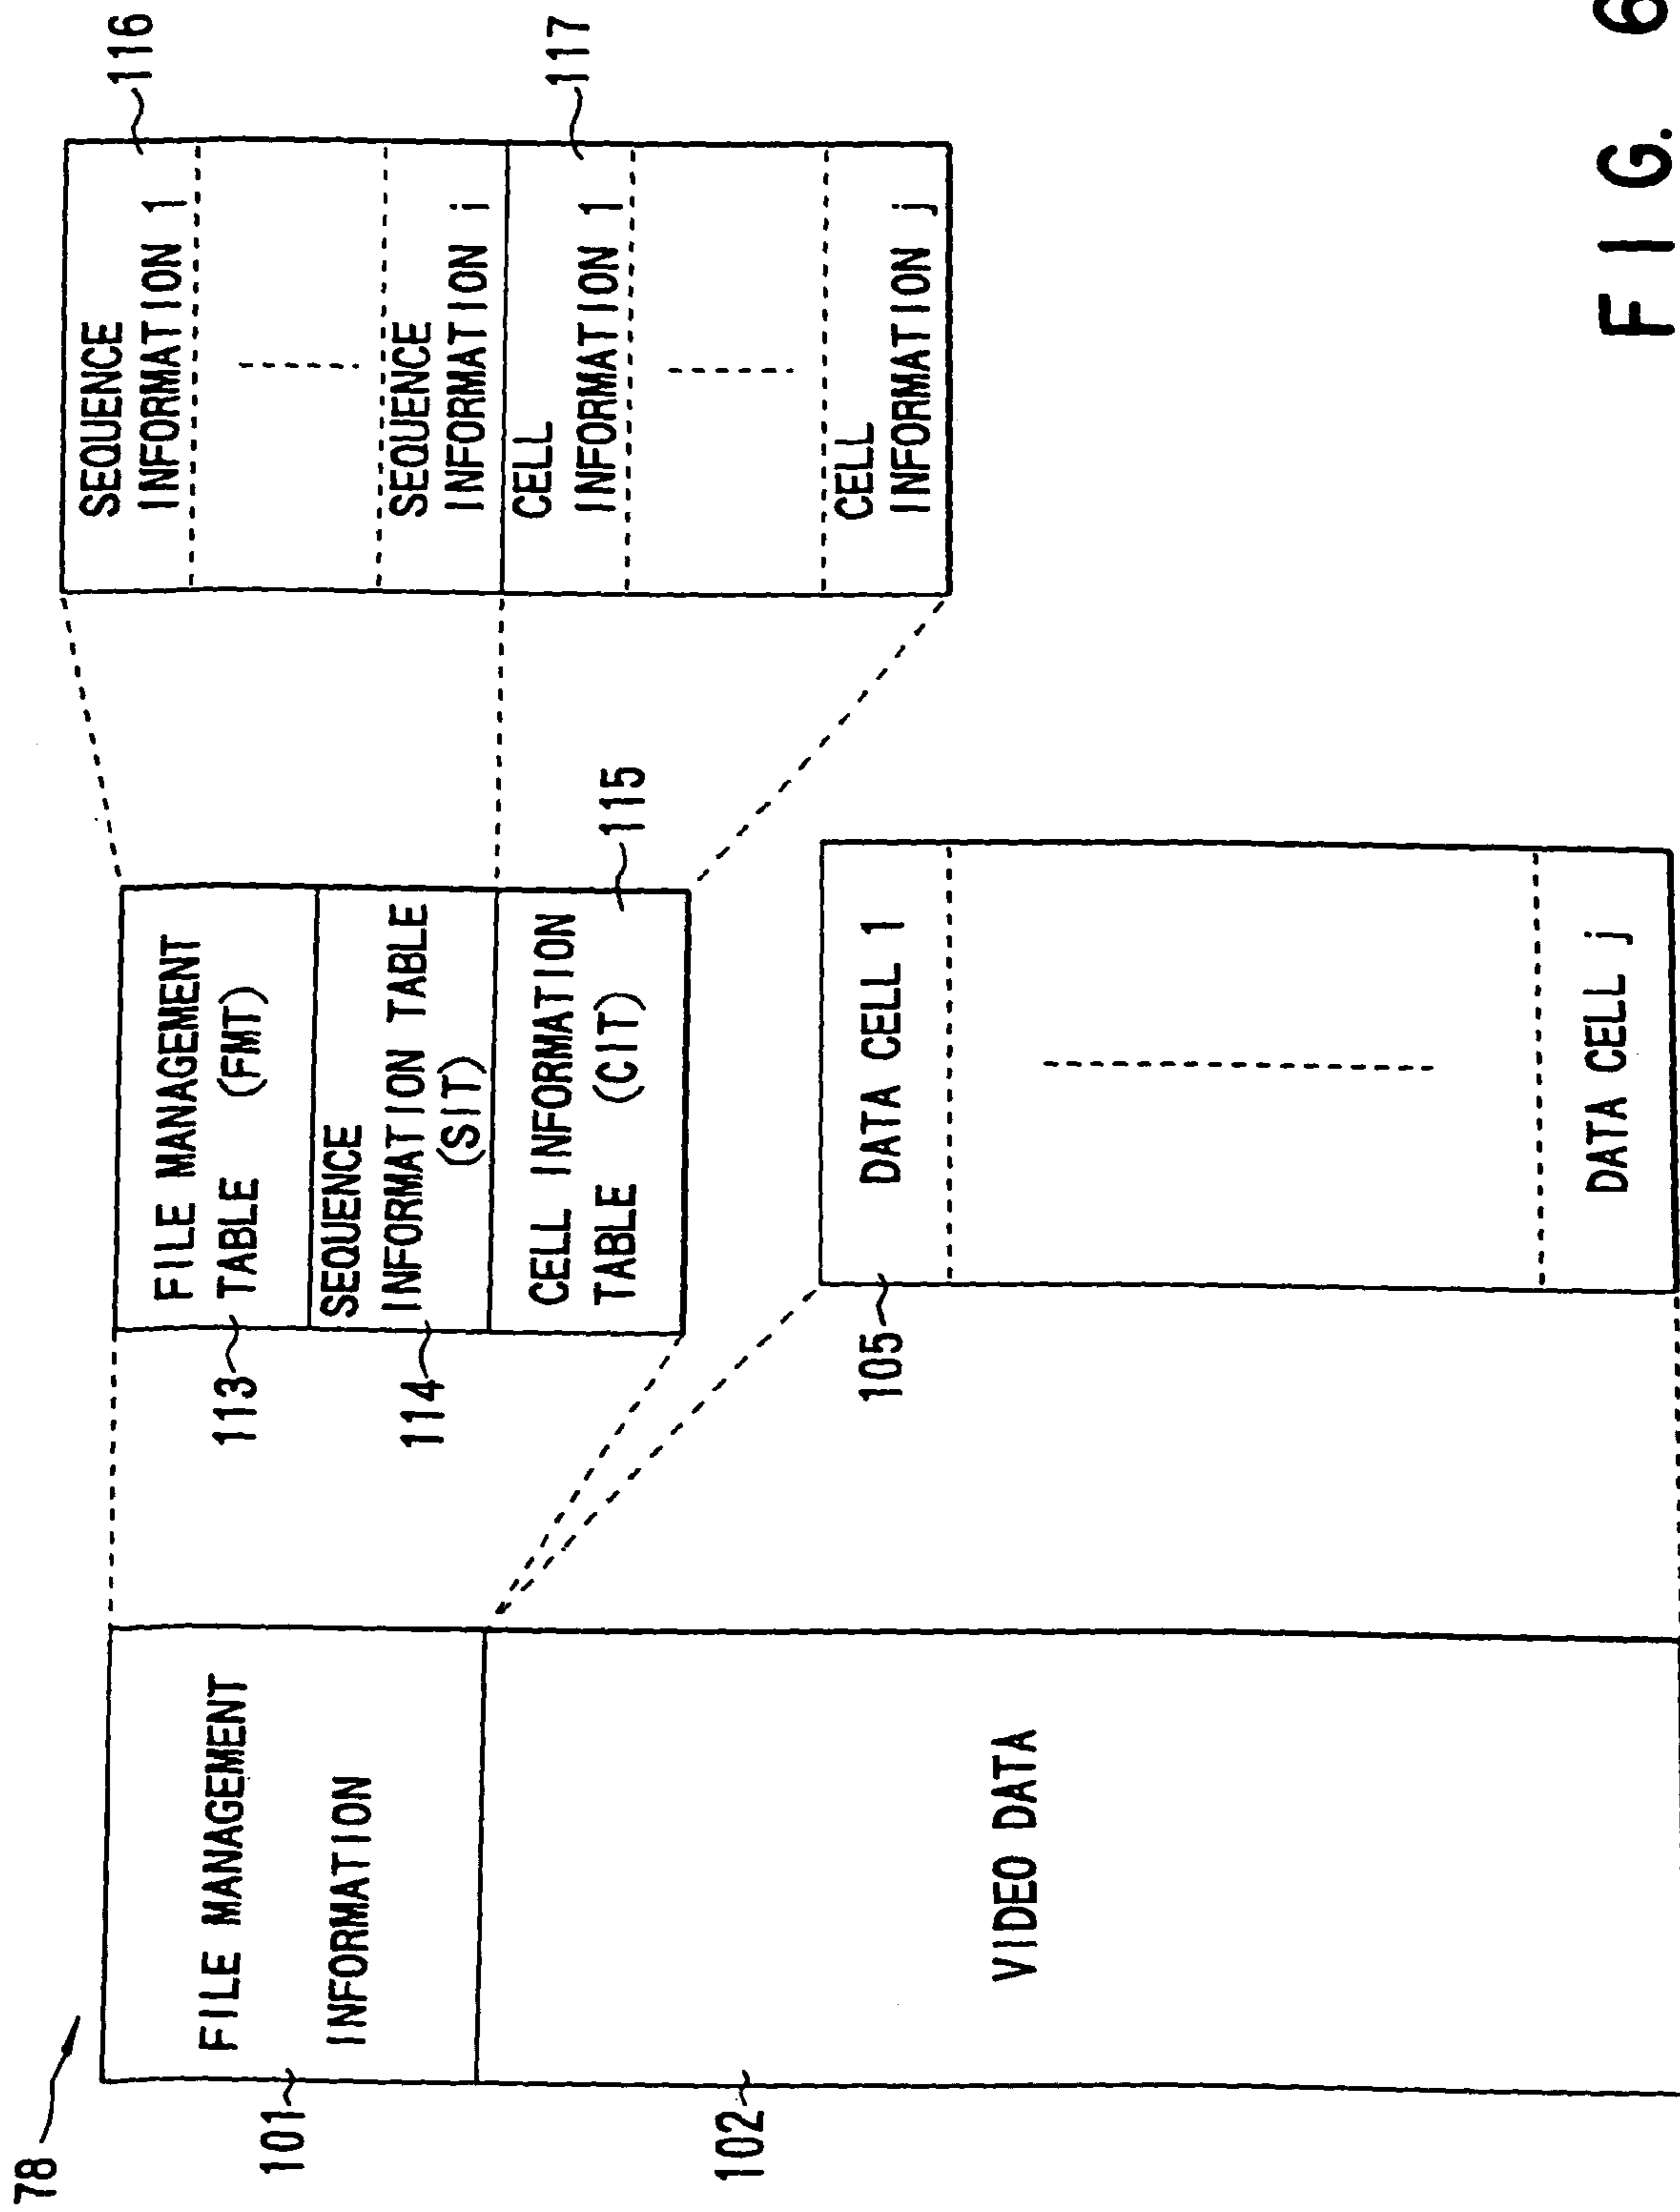 78
101
FILE MANAGEMENT
INFORMATION
102
VIDEO DATA
113
FILE MANAGEMENT
TABLE (FMT)
114
SEQUENCE
INFORMATION TABLE
(SIT)
CELL INFORMATION
TABLE (CIT)
115
105
DATA CELL 1
DATA CELL j
SEQUENCE
INFORMATION 1
116
SEQUENCE
INFORMATION i
CELL
INFORMATION 1
117
CELL
INFORMATION j
FIG. 6